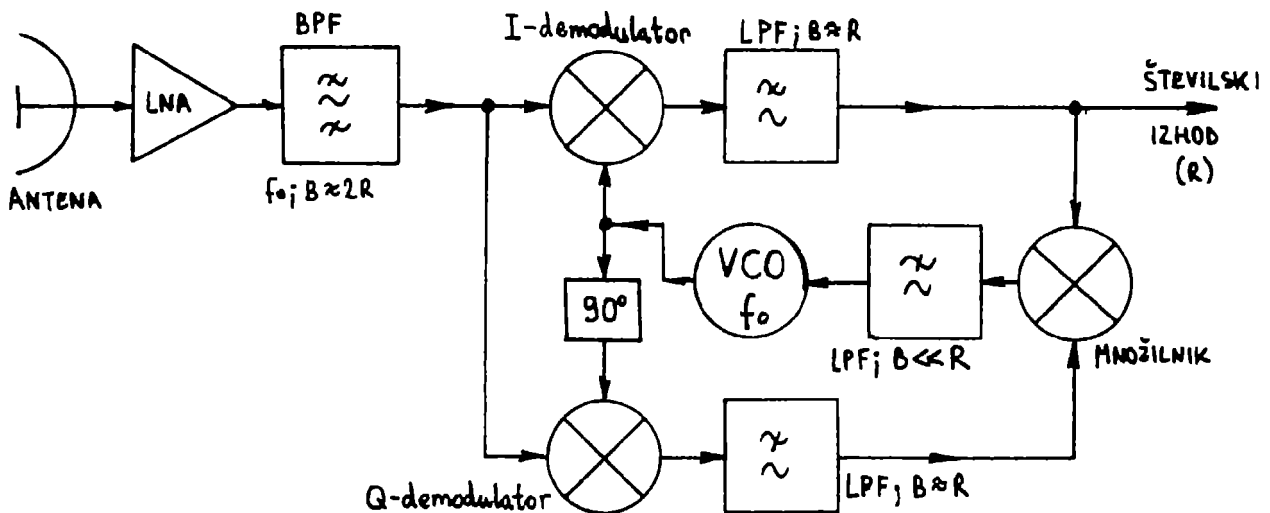 ANTENA
LNA
BPF
f₀; B≈2R
I-demodulator
LPF; B≈R
ŠTEVILSKI
IZHOD
(R)
90°
VCO
f₀
LPF; B≪R
MNOŽILNIK
Q-demodulator
LPF; B≈R